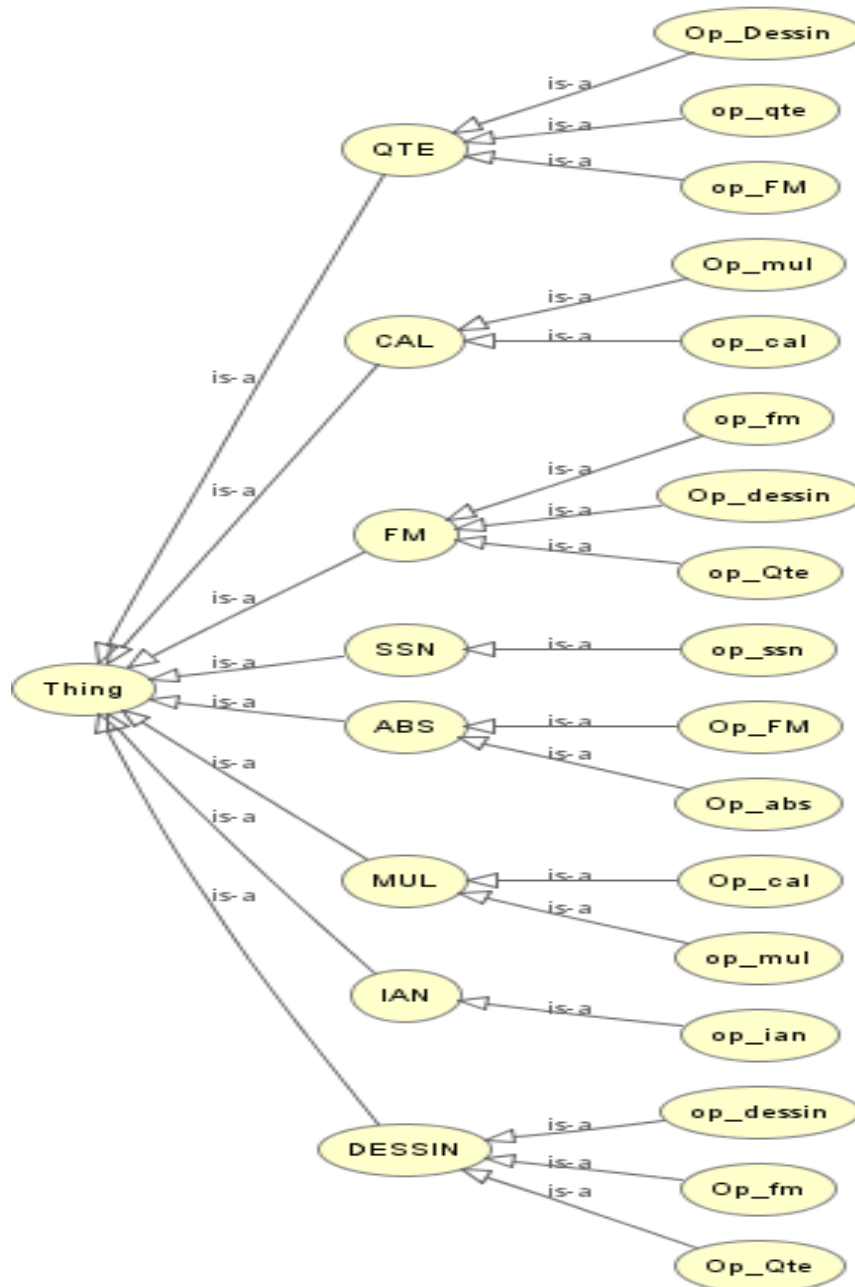 Op_Dessin
is-a
op_qte
is-a
QTE
is-a
op_FM
Op_mul
is-a
CAL
is-a
op_cal
is-a
op_fm
is-a
is-a
Op_dessin
is-a
FM
is-a
op_Qte
is-a
SSN
is-a
op_ssn
is-a
Thing
is-a
ABS
is-a
Op_FM
is-a
is-a
Op_abs
is-a
MUL
is-a
Op_cal
is-a
is-a
op_mul
IAN
is-a
op_ian
op_dessin
is-a
DESSIN
is-a
Op_fm
is-a
Op_Qte